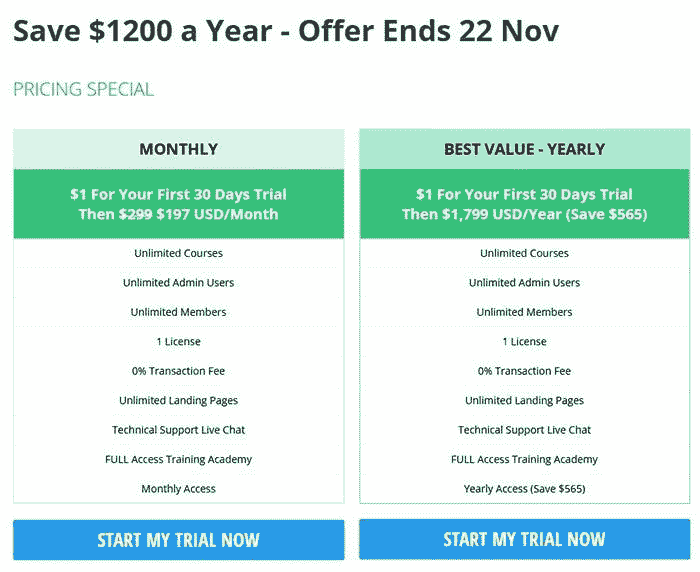 Save $1200 a Year - Offer Ends 22 Nov
PRICING SPECIAL
MONTHLY
$1 For Your First 30 Days Trial
Then $299 $197 USD/Month
Unlimited Courses
Unlimited Admin Users
Unlimited Members
1 License
0% Transaction Fee
Unlimited Landing Pages
Technical Support Live Chat
FULL Access Training Academy
Monthly Access
START MY TRIAL NOW
BEST VALUE - YEARLY
$1 For Your First 30 Days Trial
Then $1,799 USD/Year (Save $565)
Unlimited Courses
Unlimited Admin Users
Unlimited Members
1 License
0% Transaction Fee
Unlimited Landing Pages
Technical Support Live Chat
FULL Access Training Academy
Yearly Access (Save $565)
START MY TRIAL NOW